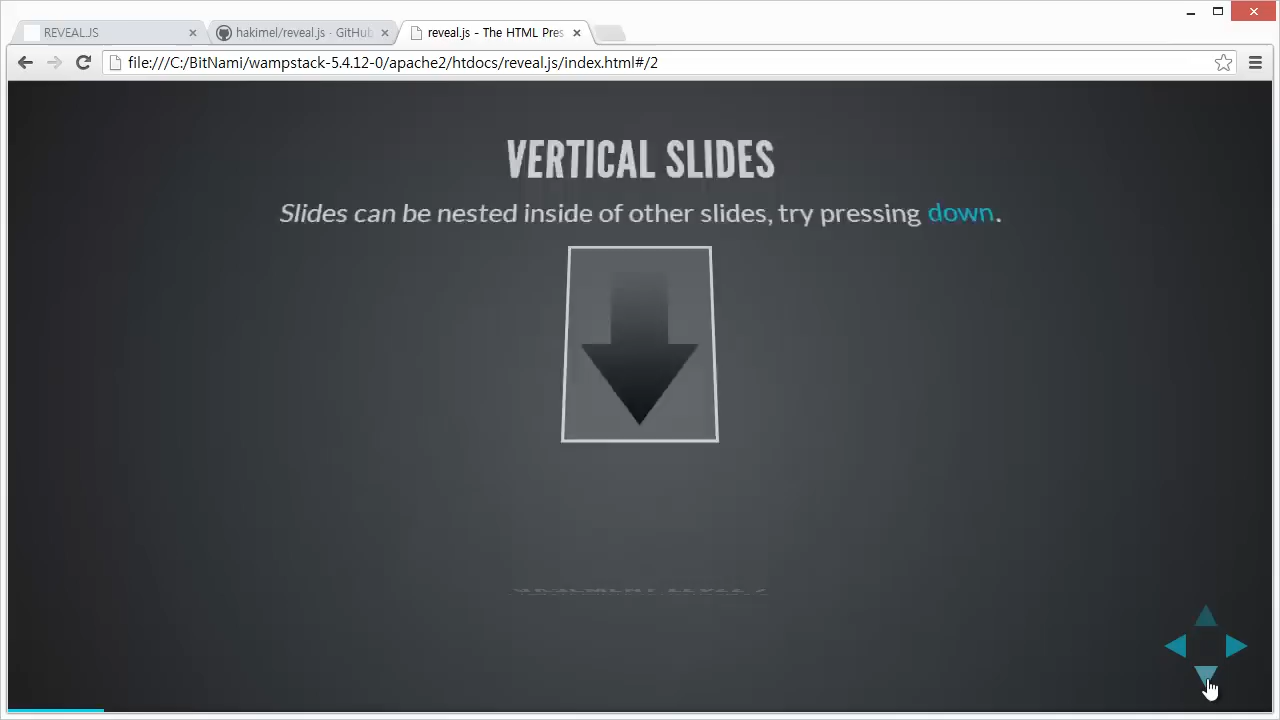 REVEAL.JS
hakimel/reveal.js · GitHub
reveal.js - The HTML Pres
file:///C:/BitNami/wampstack-5.4.12-0/apache2/htdocs/reveal.js/index.html#/2
VERTICAL SLIDES
Slides can be nested inside of other slides, try pressing down.